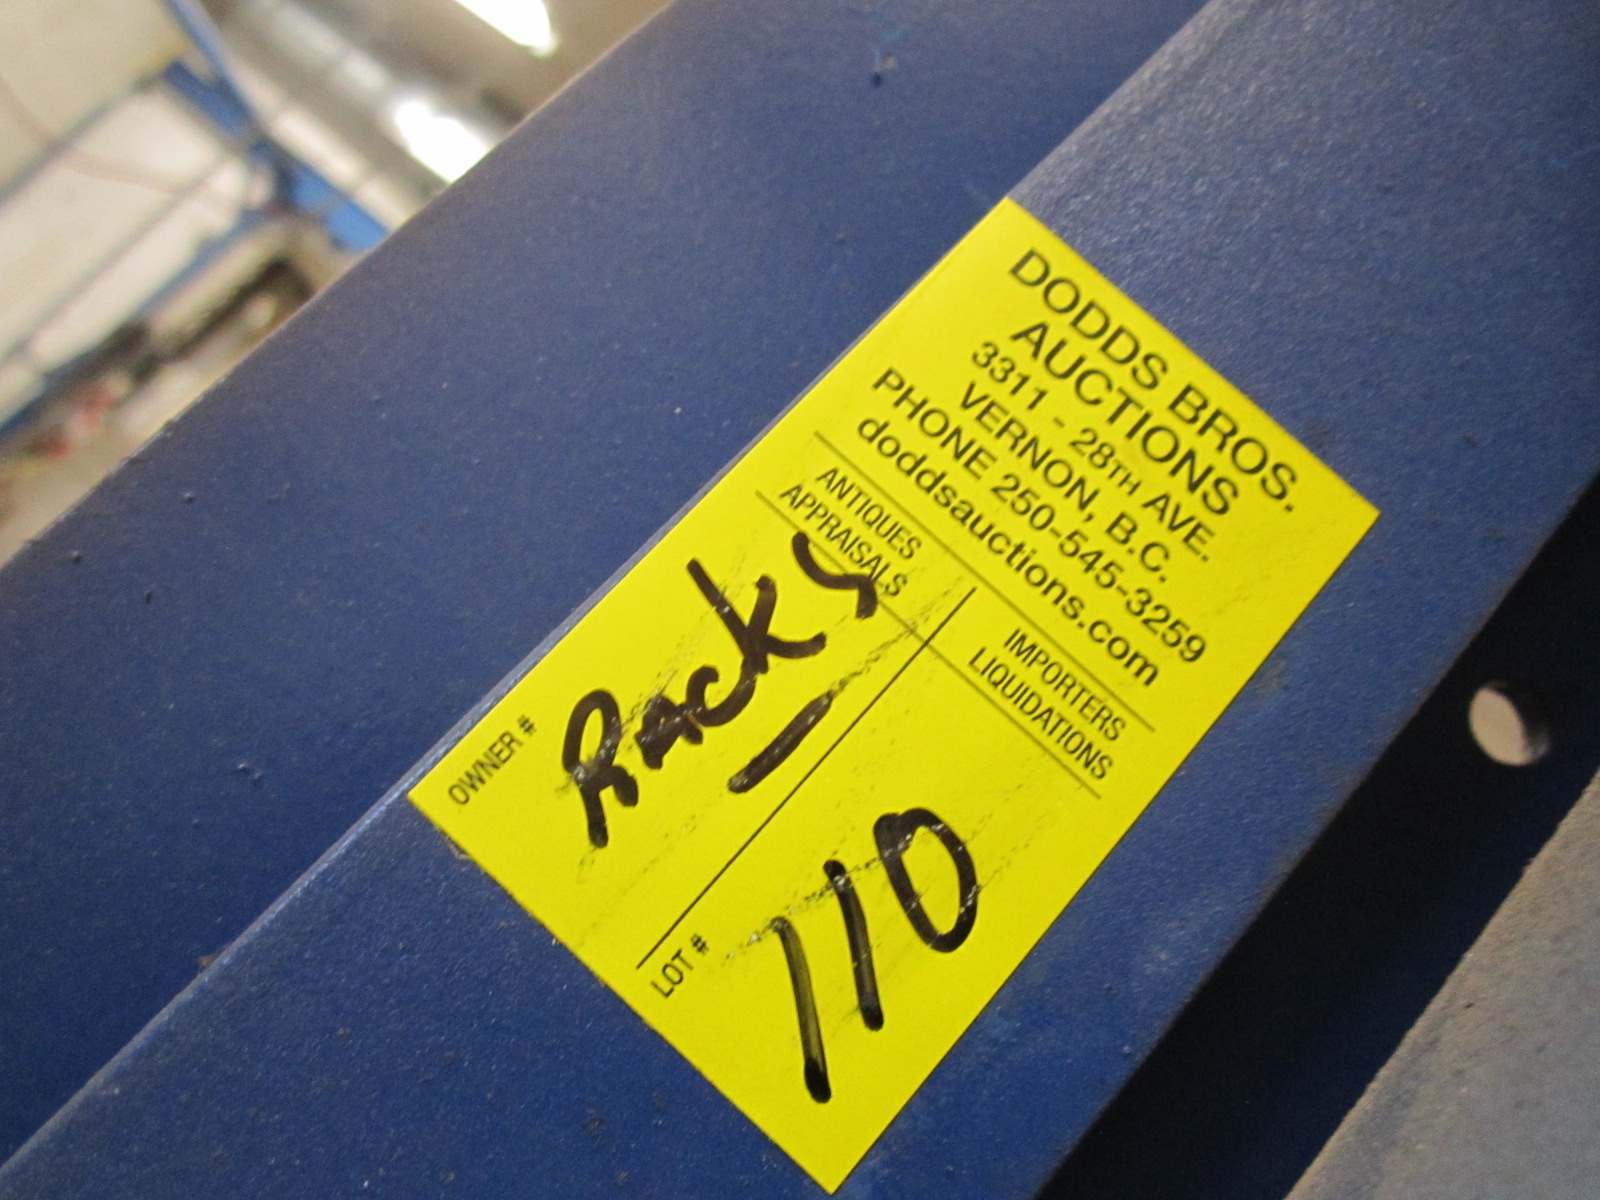 DODDS BROS.
AUCTIONS
3311 - 28TH AVE.
VERNON, B.C.
PHONE 250-545-3259
doddsauctions.com
ANTIQUES
APPRAISALS
IMPORTERS
LIQUIDATIONS
OWNER #
RACKS
LOT #
110